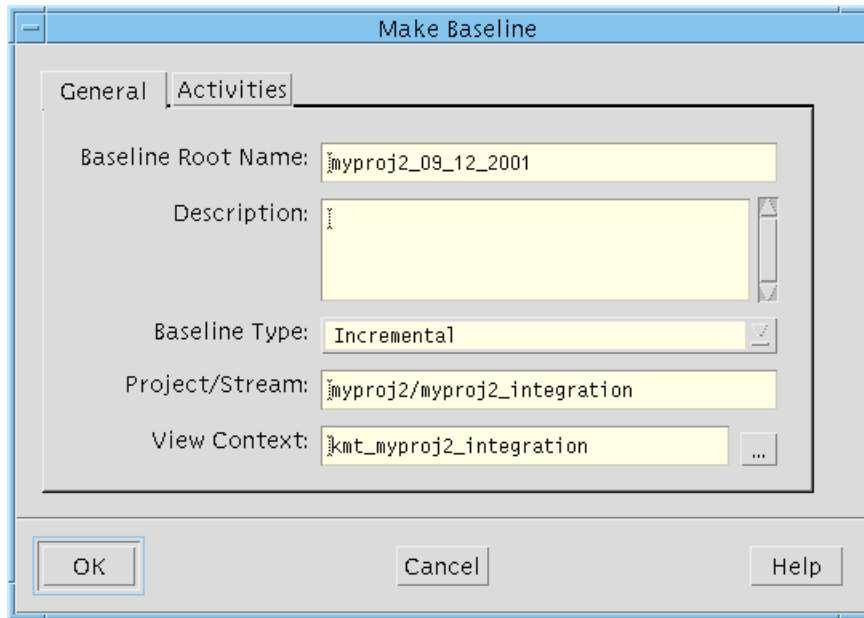 Make Baseline
General Activities
Baseline Root Name: myproj2_09_12_2001
Description:
Baseline Type: Incremental
Project/Stream: myproj2/myproj2_integration
View Context: kmt_myproj2_integration ...
OK Cancel Help